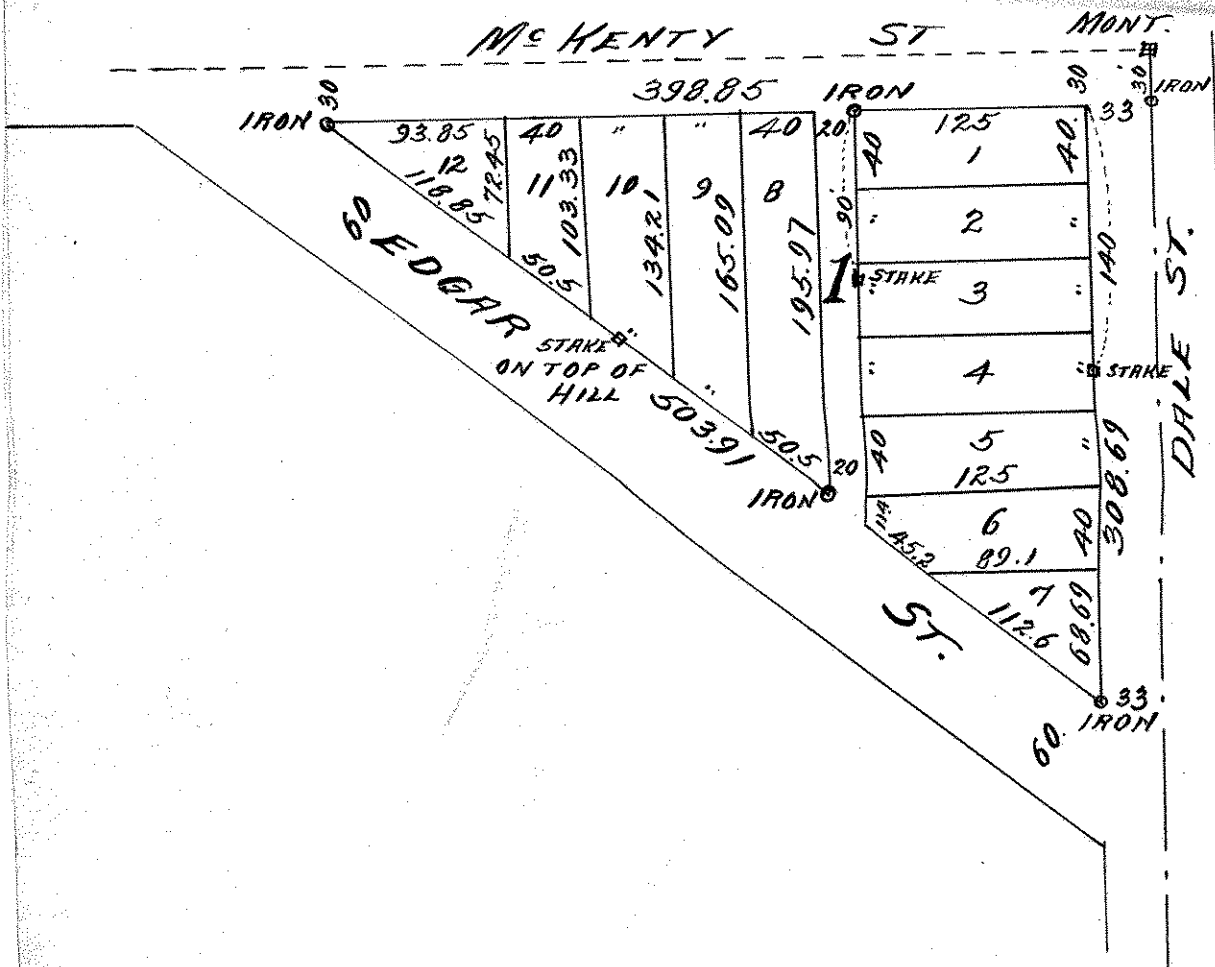 Mc KENTY ST MONT.
30 398.85 IRON 30 30 IRON
IRON 93.85 40 " " 40 20 125 33
12 72.45 11 103.33 10 134.21 9 165.09 8 195.97 40 1 40.
118.85 90 " 2 "
60 EDGAR 50.5 1 STAKE 140
" 3 "
STAKE "
ON TOP OF " 4 " STAKE
HILL DALE ST.
" 503.91 50.5 20 40 5 "
IRON 125 308.69
11.4 6 40
45.2 89.1
ST. 7 68.69
112.6
33
60. IRON